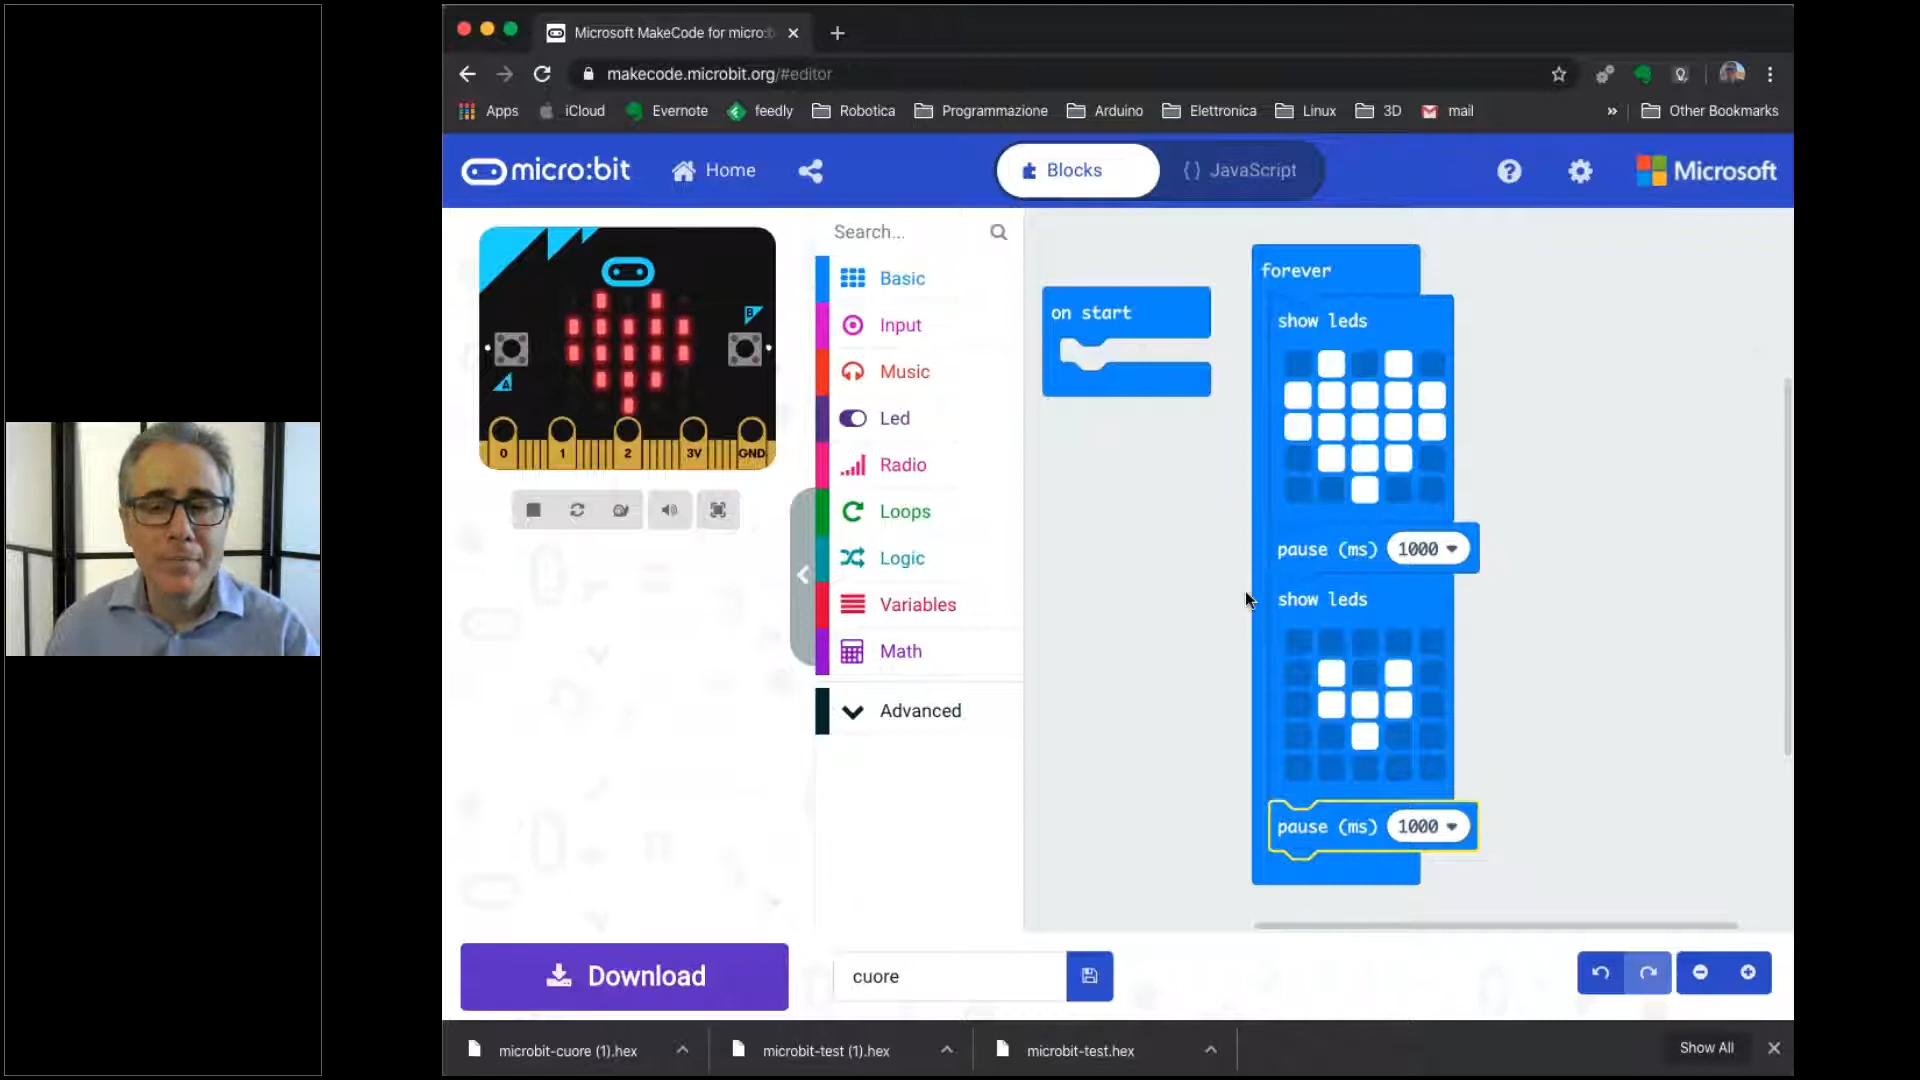 Microsoft MakeCode for micro:b
makecode.microbit.org/#editor
Apps iCloud Evernote feedly Robotica Programmazione Arduino Elettronica Linux 3D mail » Other Bookmarks
micro:bit Home Blocks {} JavaScript ? Microsoft
Search...
Basic
Input
Music
Led
Radio
Loops
Logic
Variables
Math
Advanced
B
A
0 1 2 3V GND
on start
forever
show leds
pause (ms) 1000
show leds
pause (ms) 1000
Download
cuore
microbit-cuore (1).hex microbit-test (1).hex microbit-test.hex Show All